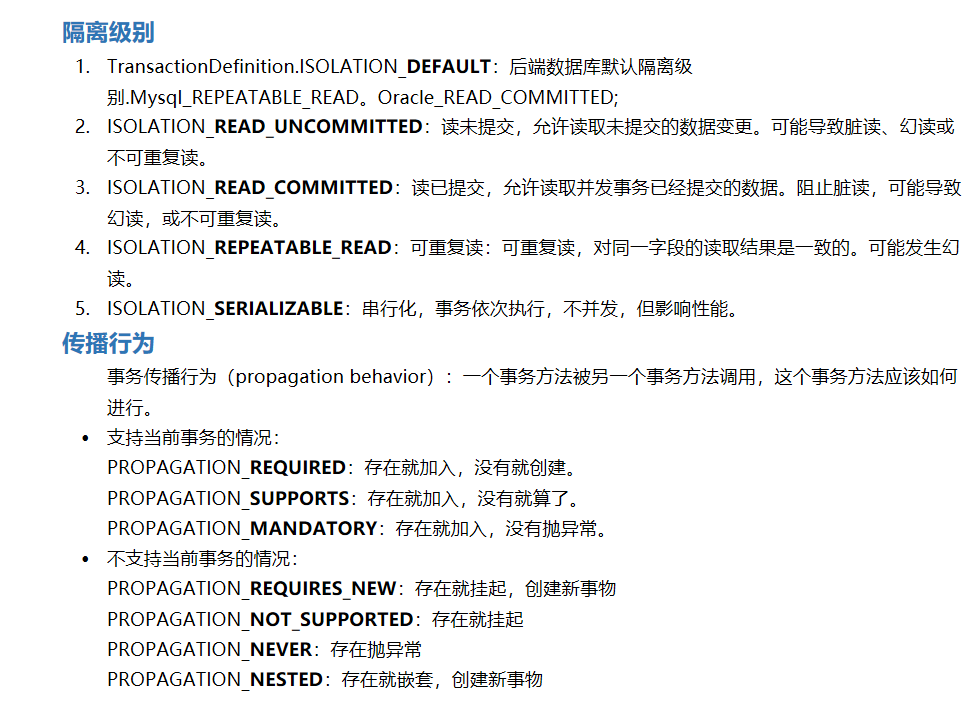 隔离级别
1. TransactionDefinition.ISOLATION_DEFAULT：后端数据库默认隔离级
别.Mysql_REPEATABLE_READ。Oracle_READ_COMMITTED;
2. ISOLATION_READ_UNCOMMITTED：读未提交，允许读取未提交的数据变更。可能导致脏读、幻读或
不可重复读。
3. ISOLATION_READ_COMMITTED：读已提交，允许读取并发事务已经提交的数据。阻止脏读，可能导致
幻读，或不可重复读。
4. ISOLATION_REPEATABLE_READ：可重复读：可重复读，对同一字段的读取结果是一致的。可能发生幻
读。
5. ISOLATION_SERIALIZABLE：串行化，事务依次执行，不并发，但影响性能。
传播行为
事务传播行为（propagation behavior）：一个事务方法被另一个事务方法调用，这个事务方法应该如何
进行。
• 支持当前事务的情况：
PROPAGATION_REQUIRED：存在就加入，没有就创建。
PROPAGATION_SUPPORTS：存在就加入，没有就算了。
PROPAGATION_MANDATORY：存在就加入，没有抛异常。
• 不支持当前事务的情况：
PROPAGATION_REQUIRES_NEW：存在就挂起，创建新事物
PROPAGATION_NOT_SUPPORTED：存在就挂起
PROPAGATION_NEVER：存在抛异常
PROPAGATION_NESTED：存在就嵌套，创建新事物